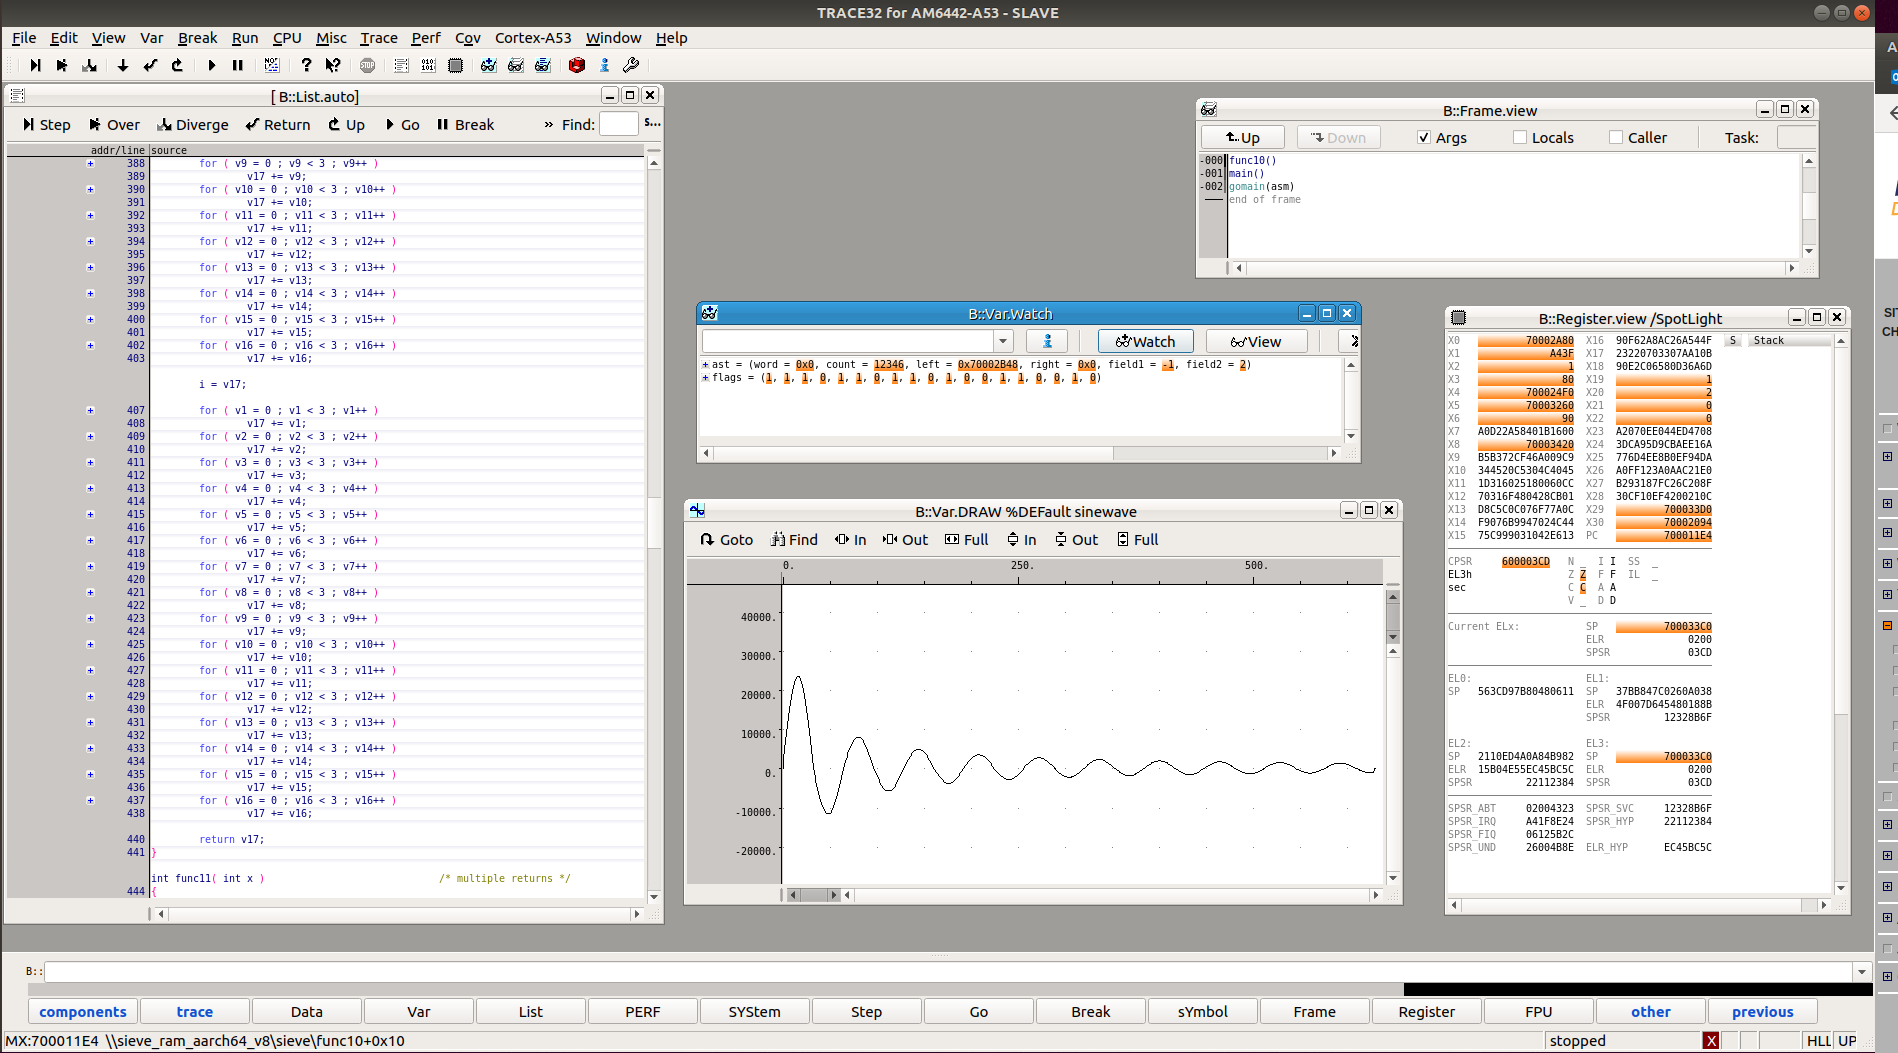 TRACE32 for AM6442-A53 - SLAVE
File Edit View Var Break Run CPU Misc Trace Perf Cov Cortex-A53 Window Help
[ B::List.auto]
Step Over Diverge Return Up Go Break » Find: S...
addr/line source
388 for ( v9 = 0 ; v9 < 3 ; v9++ )
389 v17 += v9;
390 for ( v10 = 0 ; v10 < 3 ; v10++ )
391 v17 += v10;
392 for ( v11 = 0 ; v11 < 3 ; v11++ )
393 v17 += v11;
394 for ( v12 = 0 ; v12 < 3 ; v12++ )
395 v17 += v12;
396 for ( v13 = 0 ; v13 < 3 ; v13++ )
397 v17 += v13;
398 for ( v14 = 0 ; v14 < 3 ; v14++ )
399 v17 += v14;
400 for ( v15 = 0 ; v15 < 3 ; v15++ )
401 v17 += v15;
402 for ( v16 = 0 ; v16 < 3 ; v16++ )
403 v17 += v16;
i = v17;
407 for ( v1 = 0 ; v1 < 3 ; v1++ )
408 v17 += v1;
409 for ( v2 = 0 ; v2 < 3 ; v2++ )
410 v17 += v2;
411 for ( v3 = 0 ; v3 < 3 ; v3++ )
412 v17 += v3;
413 for ( v4 = 0 ; v4 < 3 ; v4++ )
414 v17 += v4;
415 for ( v5 = 0 ; v5 < 3 ; v5++ )
416 v17 += v5;
417 for ( v6 = 0 ; v6 < 3 ; v6++ )
418 v17 += v6;
419 for ( v7 = 0 ; v7 < 3 ; v7++ )
420 v17 += v7;
421 for ( v8 = 0 ; v8 < 3 ; v8++ )
422 v17 += v8;
423 for ( v9 = 0 ; v9 < 3 ; v9++ )
424 v17 += v9;
425 for ( v10 = 0 ; v10 < 3 ; v10++ )
426 v17 += v10;
427 for ( v11 = 0 ; v11 < 3 ; v11++ )
428 v17 += v11;
429 for ( v12 = 0 ; v12 < 3 ; v12++ )
430 v17 += v12;
431 for ( v13 = 0 ; v13 < 3 ; v13++ )
432 v17 += v13;
433 for ( v14 = 0 ; v14 < 3 ; v14++ )
434 v17 += v14;
435 for ( v15 = 0 ; v15 < 3 ; v15++ )
436 v17 += v15;
437 for ( v16 = 0 ; v16 < 3 ; v16++ )
438 v17 += v16;
440 return v17;
441 }
int func11( int x ) /* multiple returns */
444 {
B::Frame.view
Up Down Args Locals Caller Task:
-000 func10()
-001 main()
-002 gomain(asm)
end of frame
B::Var.Watch
Watch View
ast = (word = 0x0, count = 12346, left = 0x70002B48, right = 0x0, field1 = -1, field2 = 2)
flags = (1, 1, 1, 0, 1, 1, 0, 1, 1, 0, 1, 0, 0, 1, 1, 0, 0, 1, 0)
B::Var.DRAW %DEFault sinewave
Goto Find In Out Full In Out Full
0. 250. 500.
40000.
30000.
20000.
10000.
0.
-10000.
-20000.
B::Register.view /SpotLight
X0 70002A80 X16 90F62A8AC26A544F S Stack
X1 A43F X17 23220703307AA10B
X2 1 X18 90E2C06580D36A6D
X3 80 X19 1
X4 700024F0 X20 2
X5 70003260 X21 0
X6 90 X22 0
X7 A0D22A58401B1600 X23 A2070EE044ED4708
X8 70003420 X24 3DCA95D9CBAEE16A
X9 B5B372CF46A009C9 X25 776D4EE8B0EF94DA
X10 344520C5304C4045 X26 A0FF123A0AAC21E0
X11 1D316025180060CC X27 B293187FC26C208F
X12 70316F480428CB01 X28 30CF10EF4200210C
X13 D8C5C0C076F77A0C X29 700033D0
X14 F9076B9947024C44 X30 70002094
X15 75C999031042E613 PC 700011E4
CPSR 600003CD N _ I I SS _
EL3h Z Z F F IL _
sec C C A A
V _ D D
Current ELx: SP 700033C0
ELR 0200
SPSR 03CD
EL0: EL1:
SP 563CD97B80480611 SP 37BB847C0260A038
ELR 4F007D645480188B
SPSR 12328B6F
EL2: EL3:
SP 2110ED4A0A84B982 SP 700033C0
ELR 15B04E55EC45BC5C ELR 0200
SPSR 22112384 SPSR 03CD
SPSR_ABT 02004323 SPSR_SVC 12328B6F
SPSR_IRQ A41F8E24 SPSR_HYP 22112384
SPSR_FIQ 06125B2C
SPSR_UND 26004B8E ELR_HYP EC45BC5C
B::
components trace Data Var List PERF SYStem Step Go Break sYmbol Frame Register FPU other previous
MX:700011E4 \\sieve_ram_aarch64_v8\sieve\func10+0x10 stopped X HLL UP